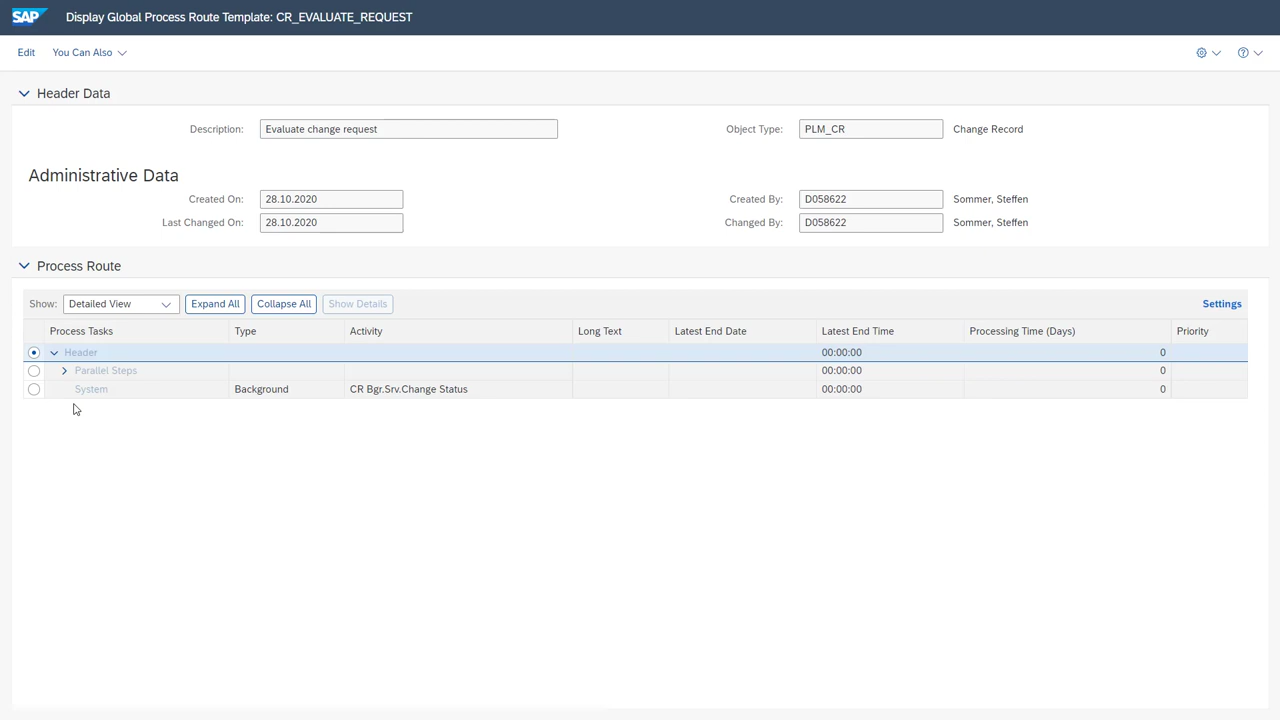 SAP Display Global Process Route Template: CR_EVALUATE_REQUEST
Edit You Can Also
Header Data
Description: Evaluate change request Object Type: PLM_CR Change Record
Administrative Data
Created On: 28.10.2020 Created By: D058622 Sommer, Steffen
Last Changed On: 28.10.2020 Changed By: D058622 Sommer, Steffen
Process Route
Show: Detailed View Expand All Collapse All Show Details Settings
Process Tasks Type Activity Long Text Latest End Date Latest End Time Processing Time (Days) Priority
Header 00:00:00 0
Parallel Steps 00:00:00 0
System Background CR Bgr.Srv.Change Status 00:00:00 0